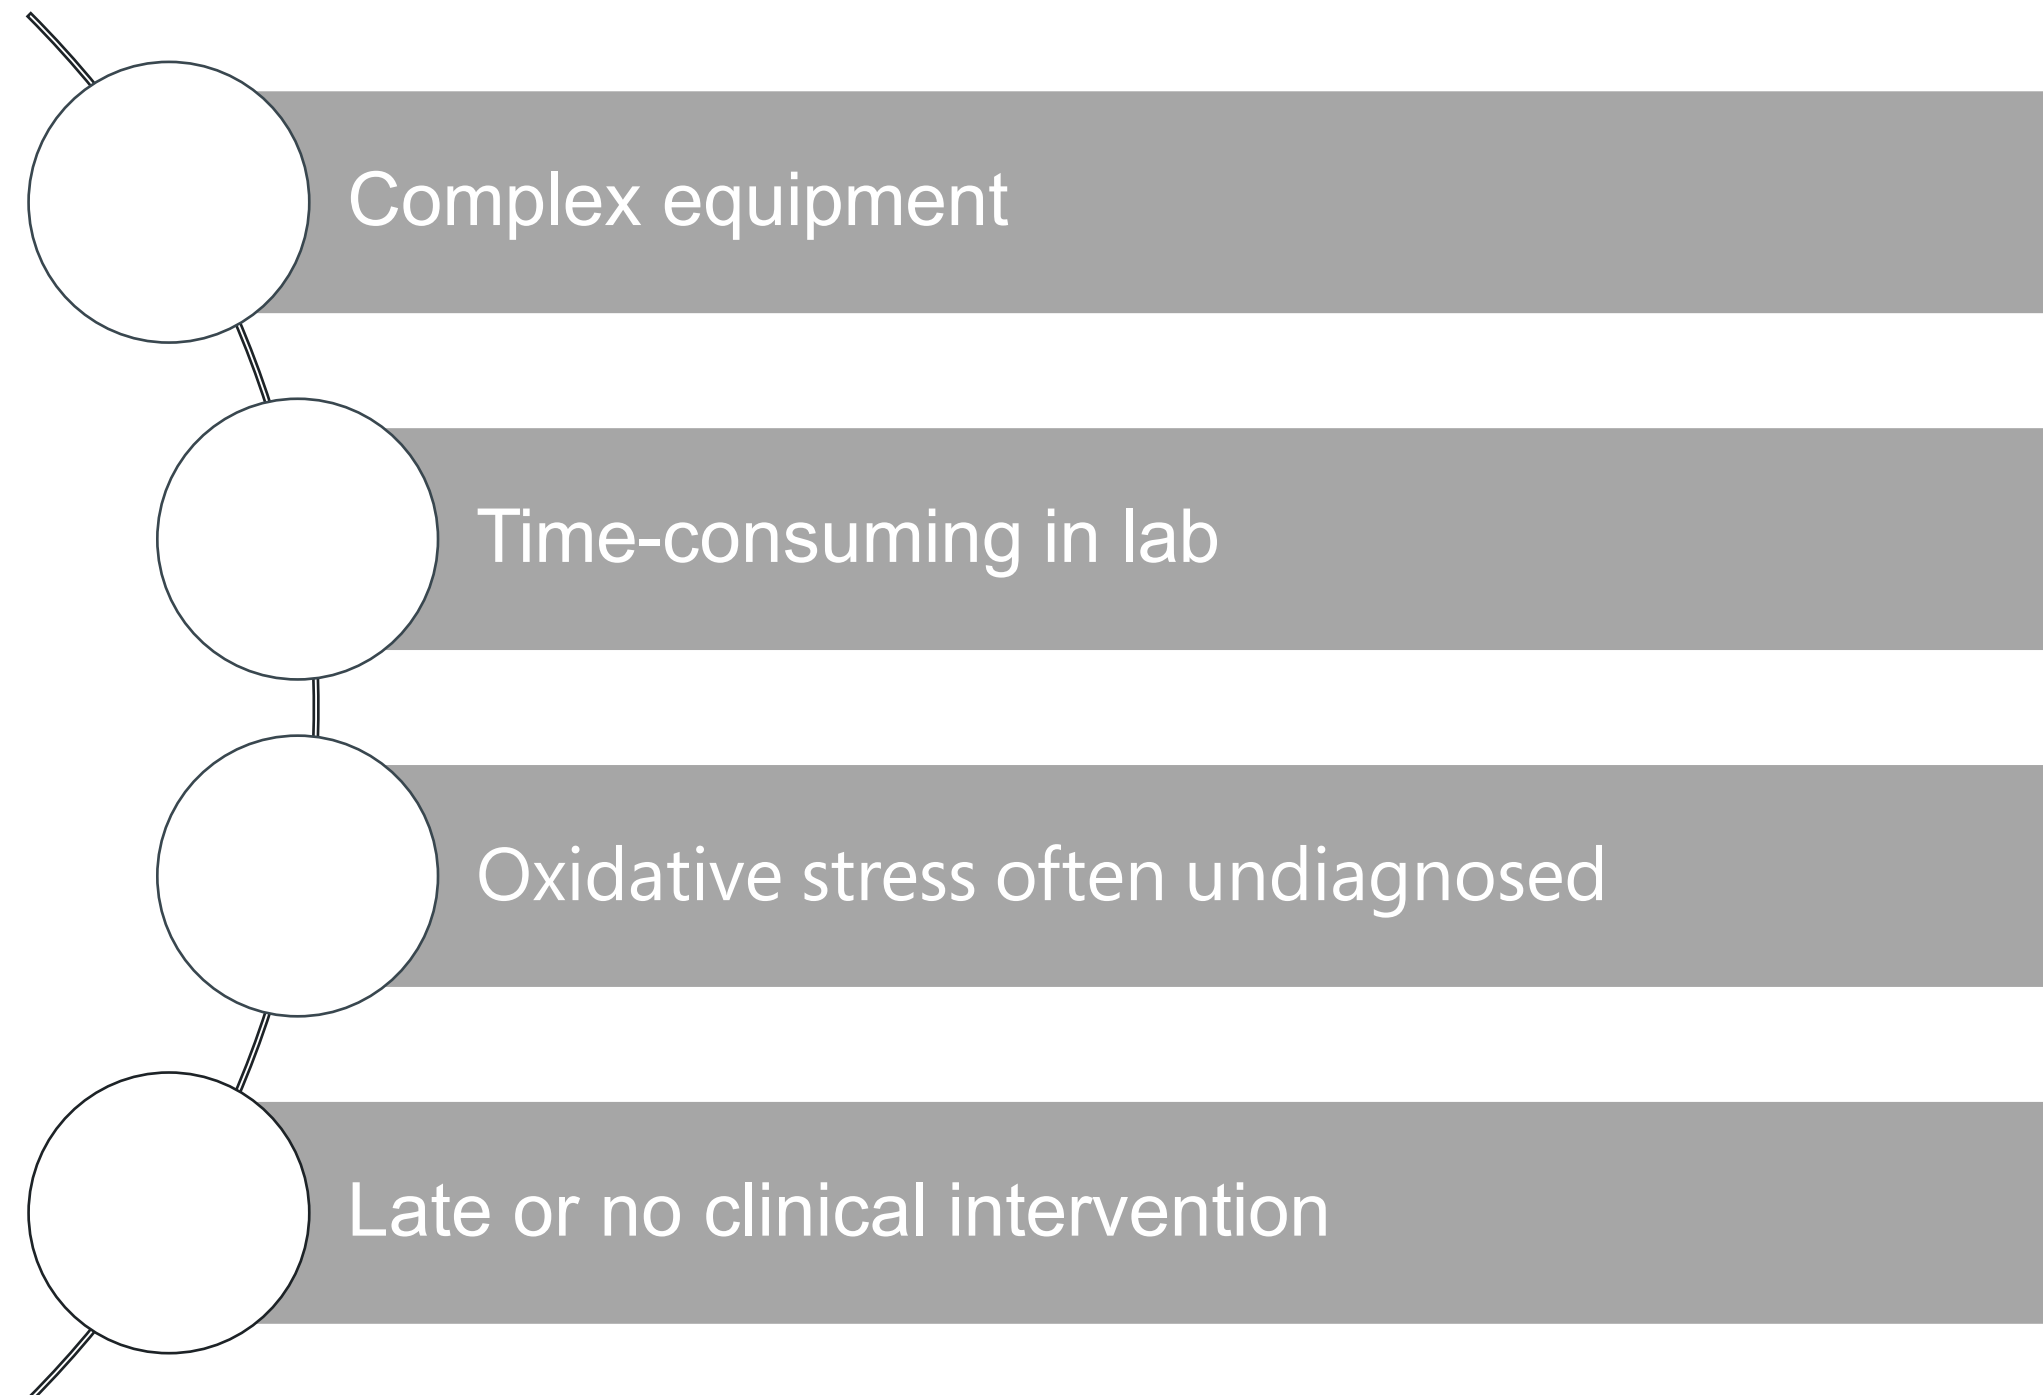 Complex equipment
Time-consuming in lab
Oxidative stress often undiagnosed
Late or no clinical intervention